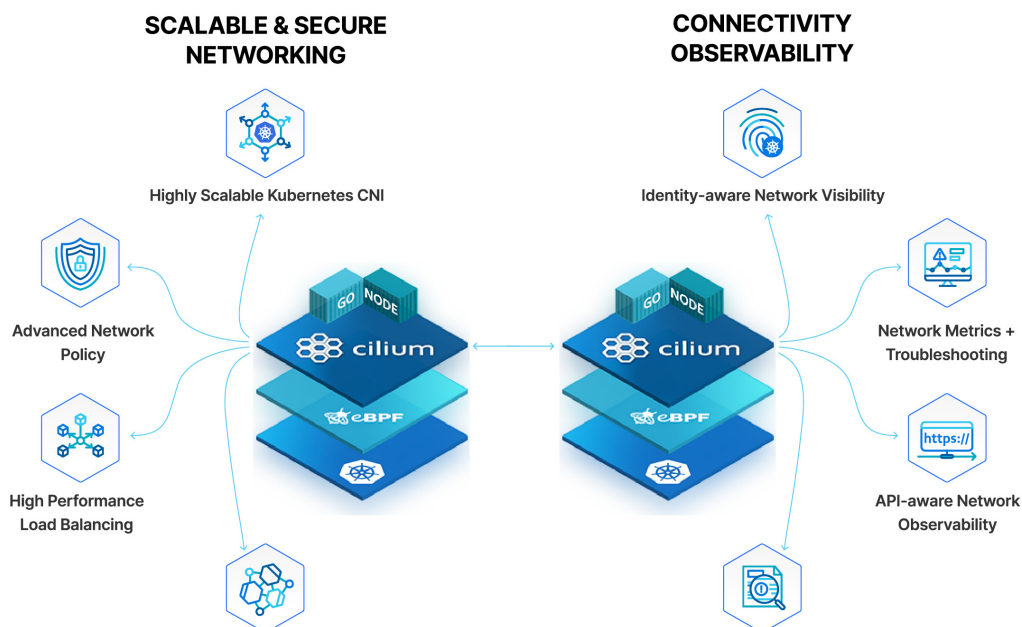 SCALABLE & SECURE
NETWORKING
CONNECTIVITY
OBSERVABILITY
Highly Scalable Kubernetes CNI
Identity-aware Network Visibility
Advanced Network
Policy
GO
NODE
cilium
eBPF
GO
NODE
cilium
eBPF
Network Metrics +
Troubleshooting
High Performance
Load Balancing
https://
API-aware Network
Observability